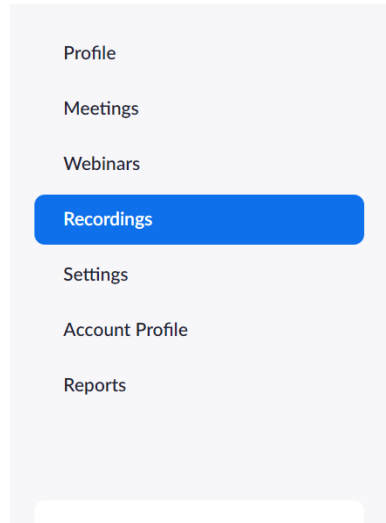 Profile
Meetings
Webinars
Recordings
Settings
Account Profile
Reports